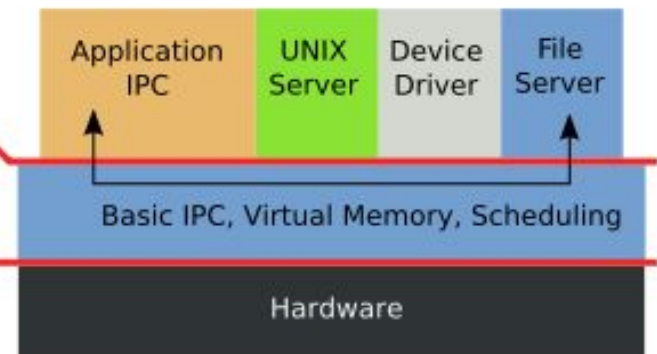 Application
IPC
UNIX
Server
Device
Driver
File
Server
Basic IPC, Virtual Memory, Scheduling
Hardware